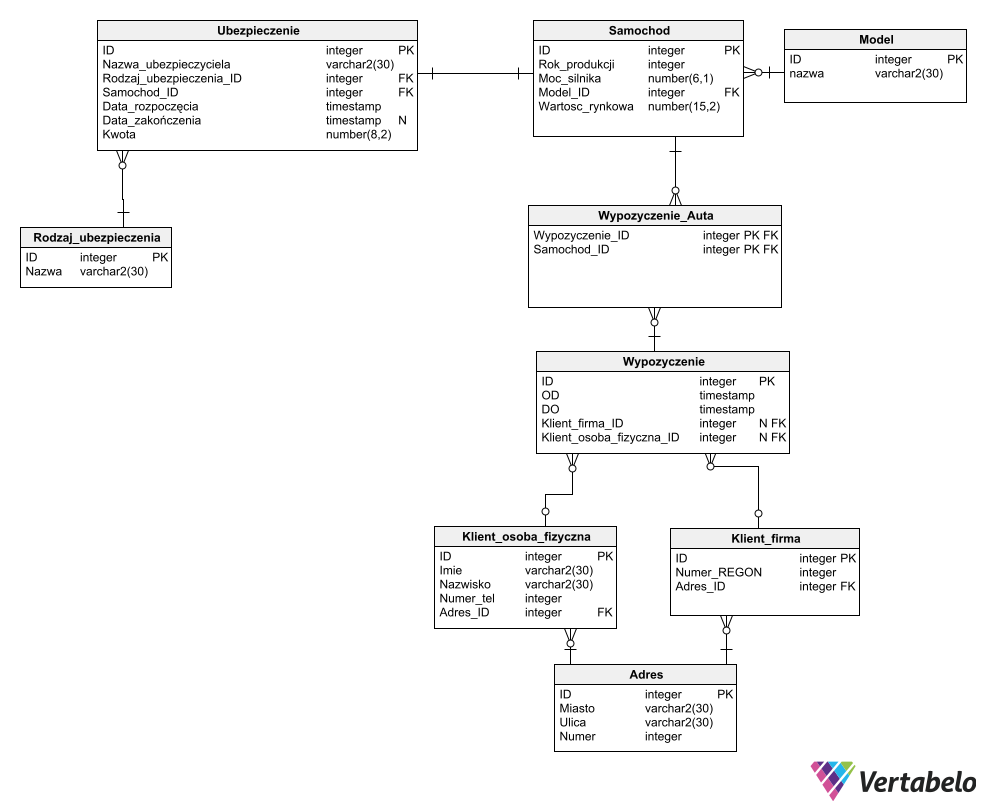 Ubezpieczenie
ID integer PK
Nazwa_ubezpieczyciela varchar2(30)
Rodzaj_ubezpieczenia_ID integer FK
Samochod_ID integer FK
Data_rozpoczęcia timestamp
Data_zakończenia timestamp N
Kwota number(8,2)
Samochod
ID integer PK
Rok_produkcji integer
Moc_silnika number(6,1)
Model_ID integer FK
Wartosc_rynkowa number(15,2)
Model
ID integer PK
nazwa varchar2(30)
Rodzaj_ubezpieczenia
ID integer PK
Nazwa varchar2(30)
Wypozyczenie_Auta
Wypozyczenie_ID integer PK FK
Samochod_ID integer PK FK
Wypozyczenie
ID integer PK
OD timestamp
DO timestamp
Klient_firma_ID integer N FK
Klient_osoba_fizyczna_ID integer N FK
Klient_osoba_fizyczna
ID integer PK
Imie varchar2(30)
Nazwisko varchar2(30)
Numer_tel integer
Adres_ID integer FK
Klient_firma
ID integer PK
Numer_REGON integer
Adres_ID integer FK
Adres
ID integer PK
Miasto varchar2(30)
Ulica varchar2(30)
Numer integer
Vertabelo